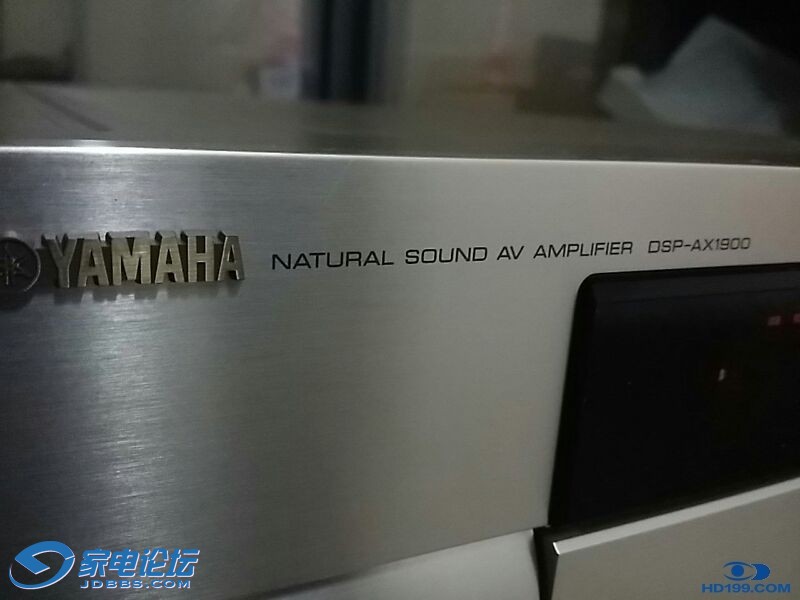 YAMAHA NATURAL SOUND AV AMPLIFIER DSP-AX1900
家电论坛
JDBBS.COM
HD199.COM